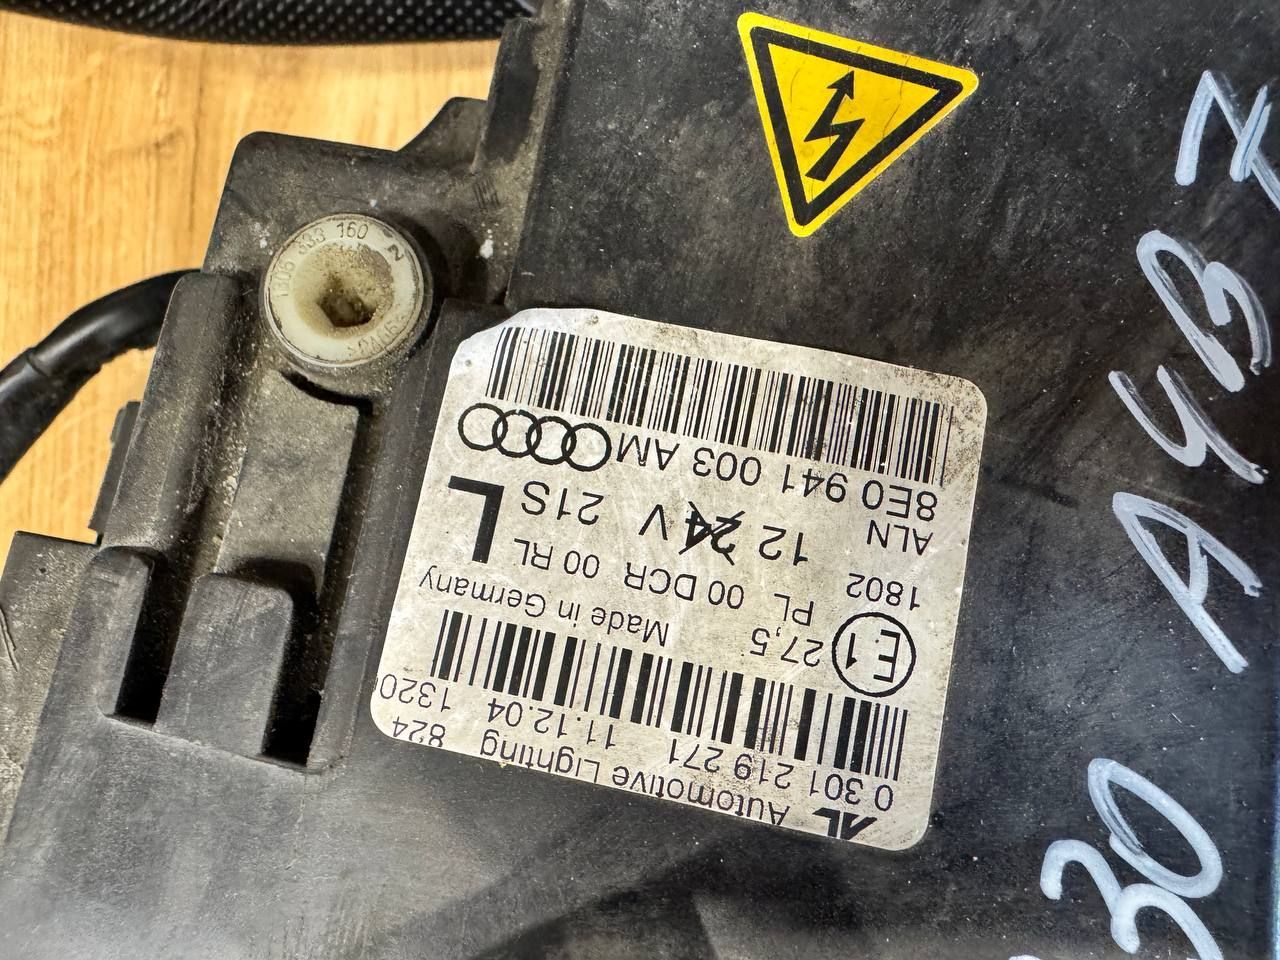 AL Automotive Lighting 824
0 301 219 271 11.12.04 1320
E1 27,5 Made in Germany
1802 PL 00 DCR 00 RL L
ALN 12 24 V 21S
8E0 941 003 AM
A4B7
30
1305 333 160